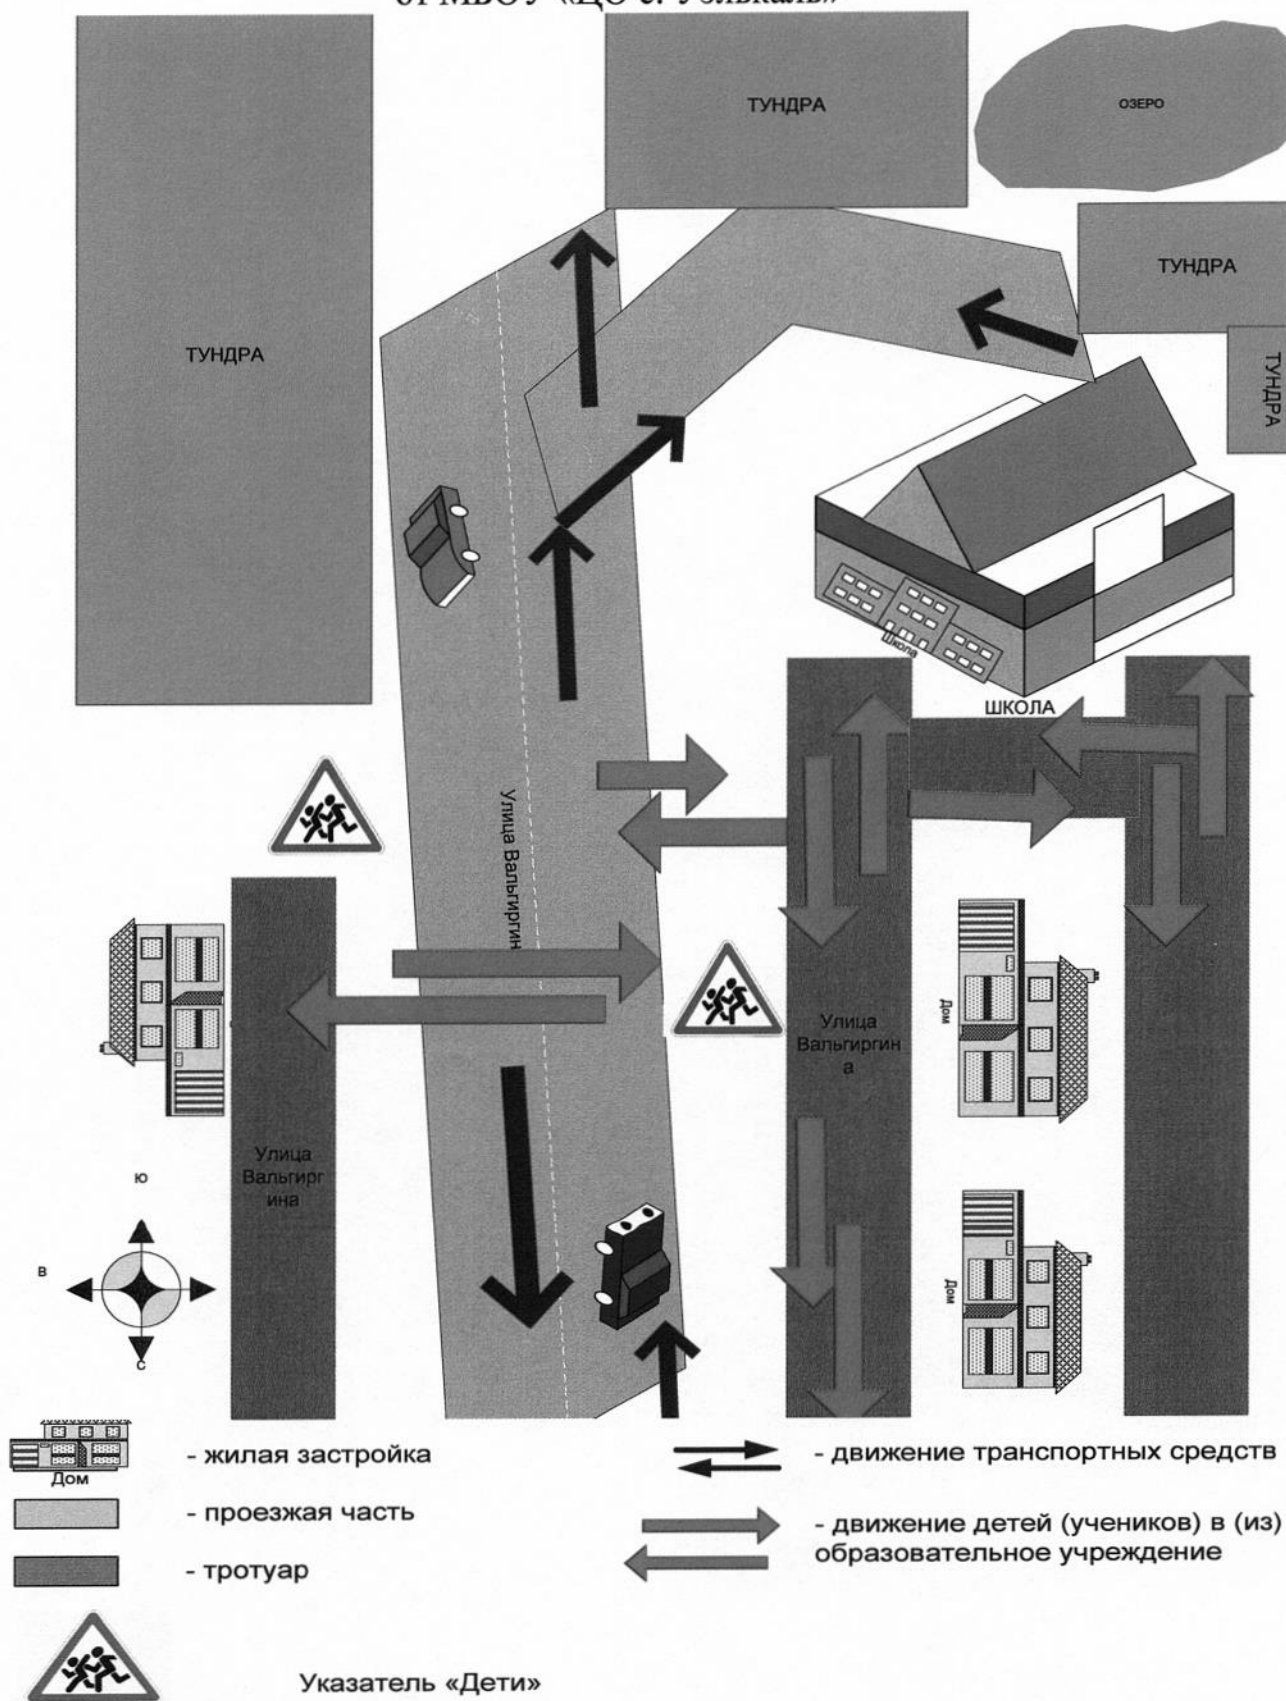 ТУНДРА
ОЗЕРО
ТУНДРА
ТУНДРА
ТУНДРА
Школа
ШКОЛА
Улица Вальгиргин
Дом
Улица
Вальгиргин
а
Улица
Вальгирг
ина
Ю
В
С
Дом
Дом
- жилая застройка
- проезжая часть
- тротуар
- движение транспортных средств
- движение детей (учеников) в (из)
образовательное учреждение
Указатель «Дети»